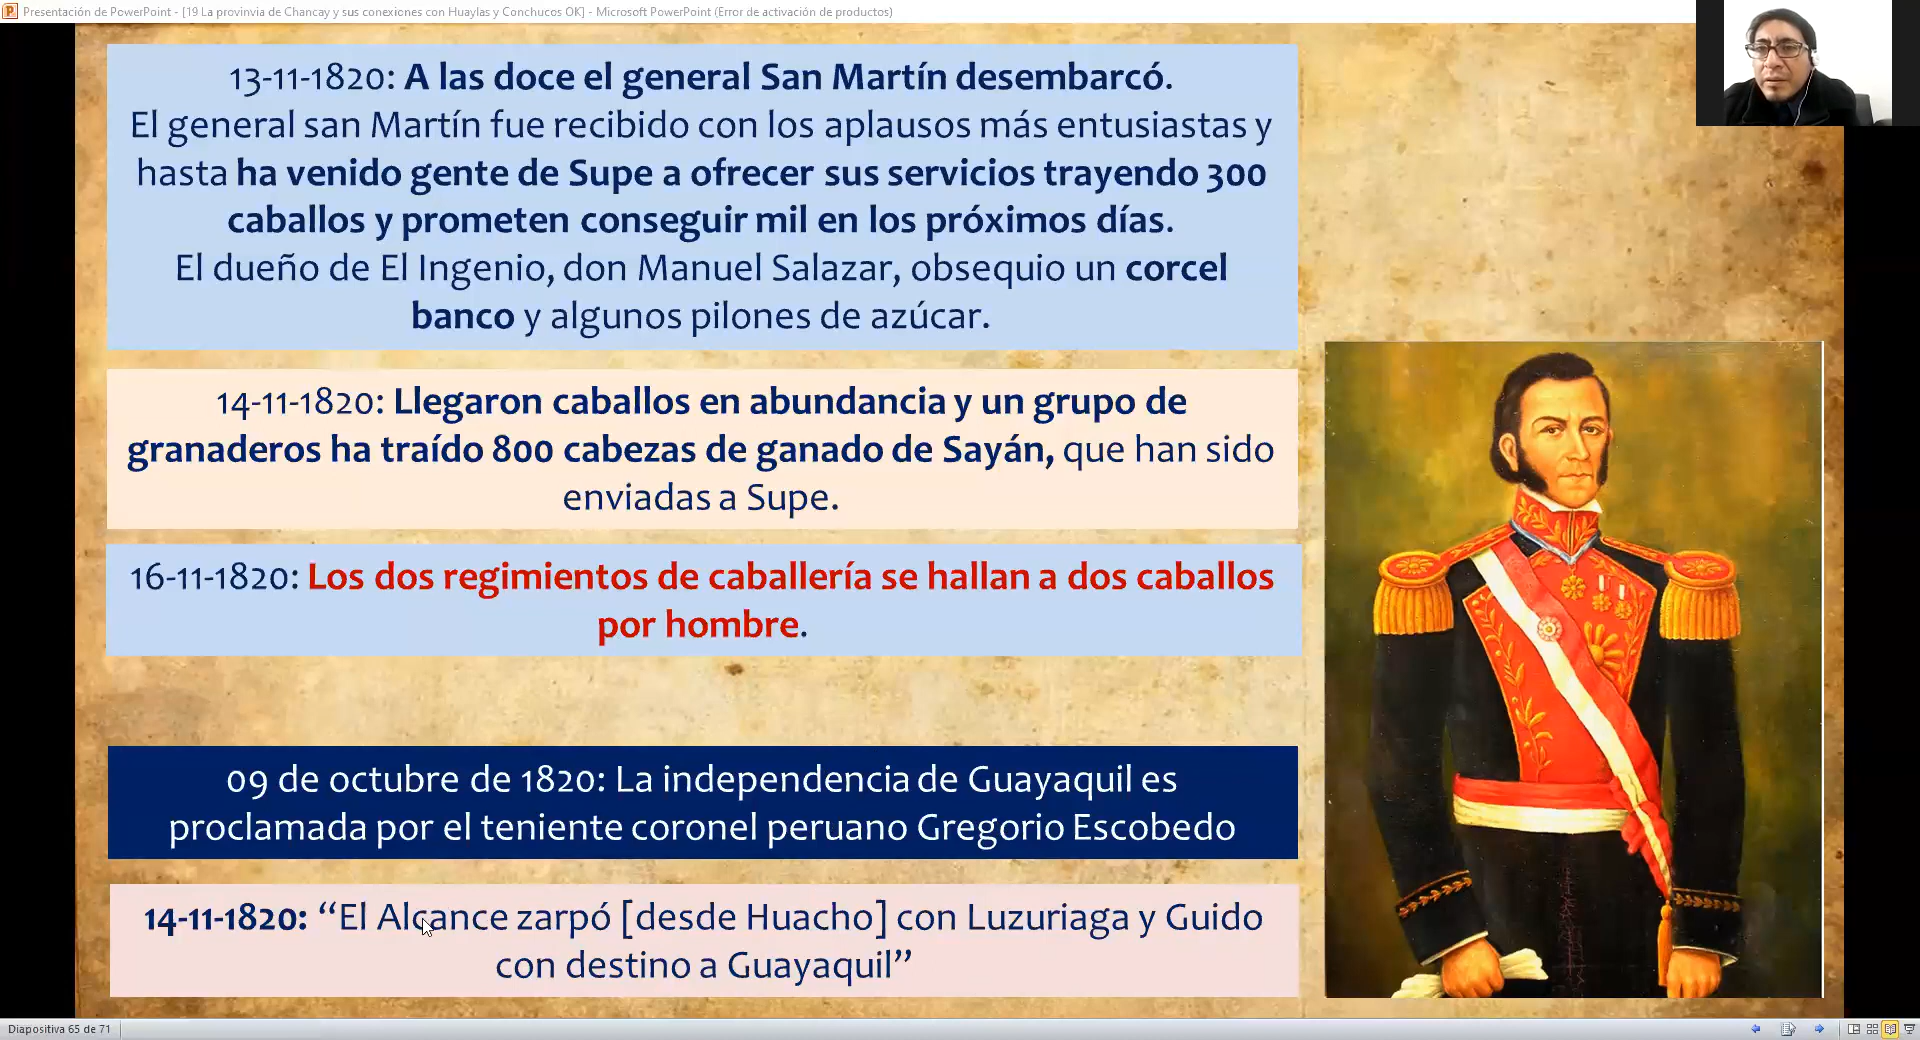 Presentación de PowerPoint - [19 La provinvia de Chancay y sus conexiones con Huaylas y Conchucos OK] - Microsoft PowerPoint (Error de activación de productos)
13-11-1820: A las doce el general San Martín desembarcó.
El general san Martín fue recibido con los aplausos más entusiastas y
hasta ha venido gente de Supe a ofrecer sus servicios trayendo 300
caballos y prometen conseguir mil en los próximos días.
El dueño de El Ingenio, don Manuel Salazar, obsequio un corcel
banco y algunos pilones de azúcar.
14-11-1820: Llegaron caballos en abundancia y un grupo de
granaderos ha traído 800 cabezas de ganado de Sayán, que han sido
enviadas a Supe.
16-11-1820: Los dos regimientos de caballería se hallan a dos caballos
por hombre.
09 de octubre de 1820: La independencia de Guayaquil es
proclamada por el teniente coronel peruano Gregorio Escobedo
14-11-1820: “El Alcance zarpó [desde Huacho] con Luzuriaga y Guido
con destino a Guayaquil”
Diapositiva 65 de 71